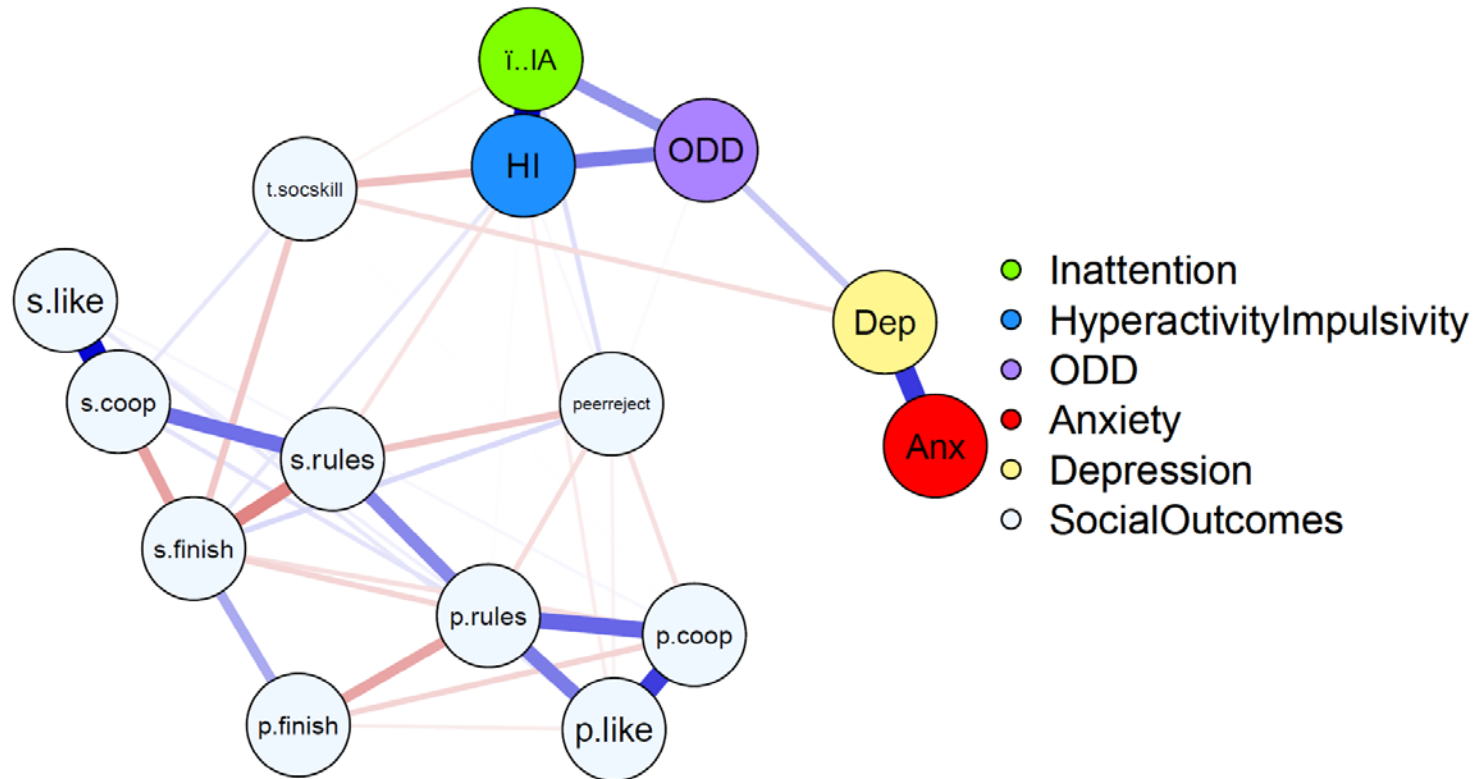 ï..IA
ODD
HI
t.socskill
s.like
Dep
s.coop
peerreject
s.rules
Anx
s.finish
p.rules
p.coop
p.finish
p.like
Inattention
HyperactivityImpulsivity
ODD
Anxiety
Depression
SocialOutcomes